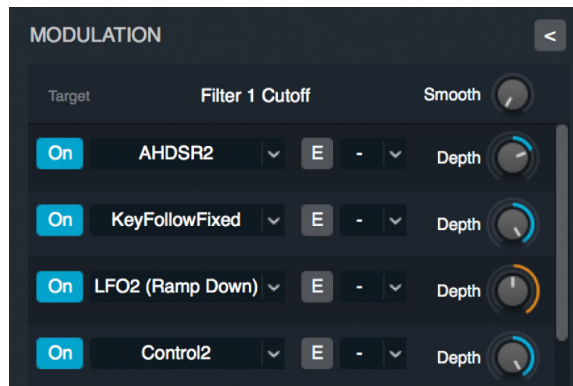 MODULATION <
Target Filter 1 Cutoff Smooth
On AHDSR2 E - Depth
On KeyFollowFixed E - Depth
On LFO2 (Ramp Down) E - Depth
On Control2 E - Depth